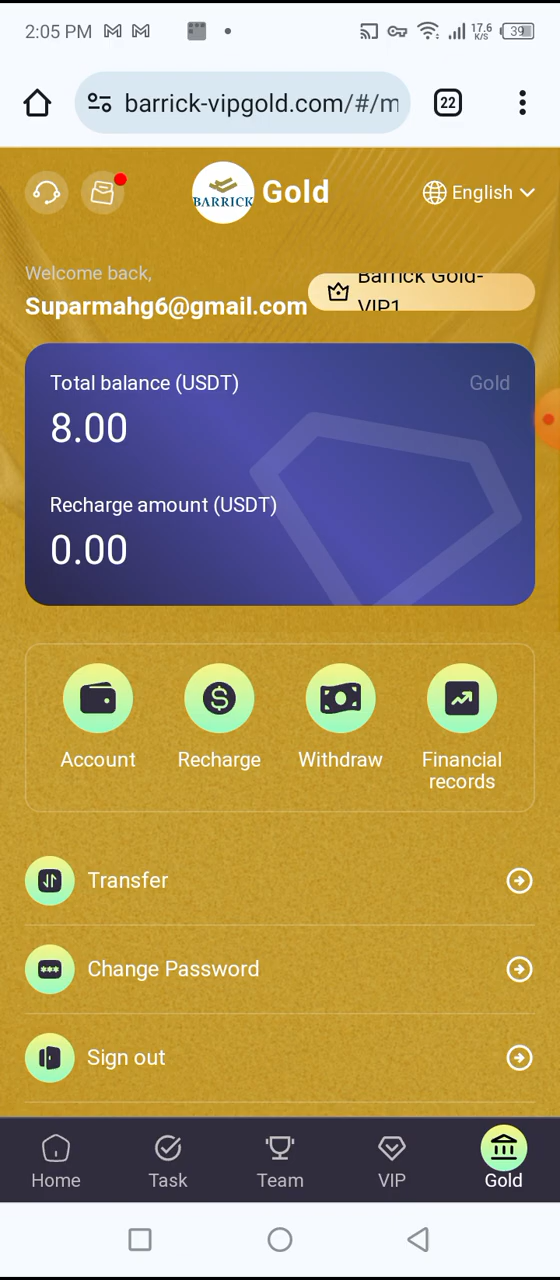 2:05 PM
17.6
K/S
39
barrick-vipgold.com/#/m
22
BARRICK
Gold
English
Welcome back,
Suparmahg6@gmail.com
Barrick Gold-
VIP1
Total balance (USDT)
Gold
8.00
Recharge amount (USDT)
0.00
Account
Recharge
Withdraw
Financial
records
Transfer
Change Password
Sign out
Home
Task
Team
VIP
Gold